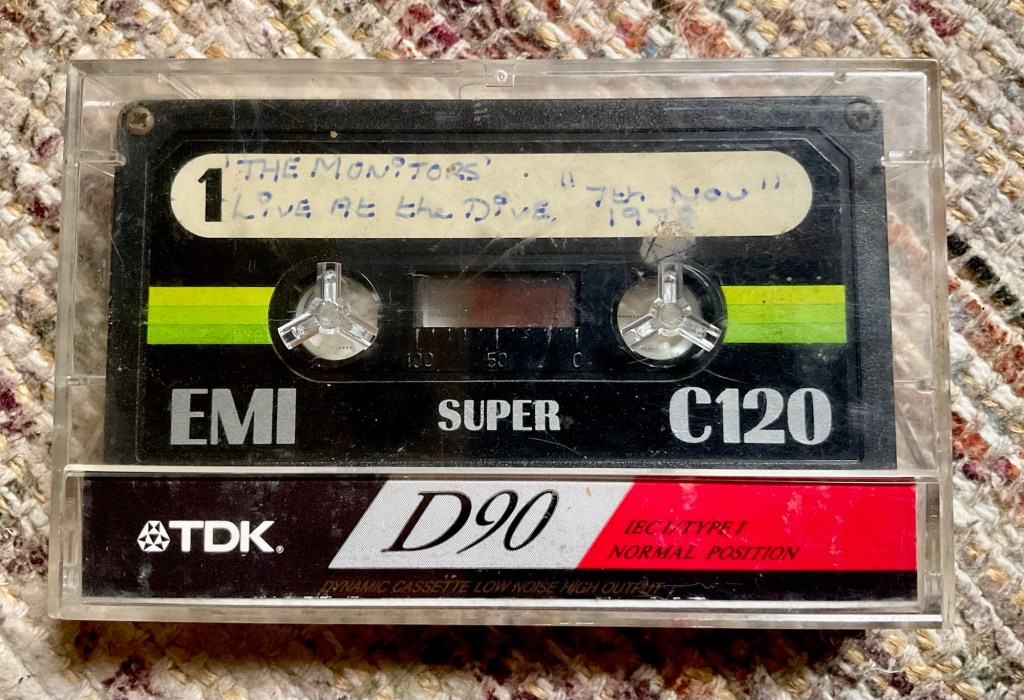 1 'THE MONiTORS'
LivE At the DivE "7th Nov"
1978
100 50 0
EMI SUPER C120
TDK® D90 IEC I/TYPE I
NORMAL POSITION
DYNAMIC CASSETTE LOW NOISE HIGH OUTPUT